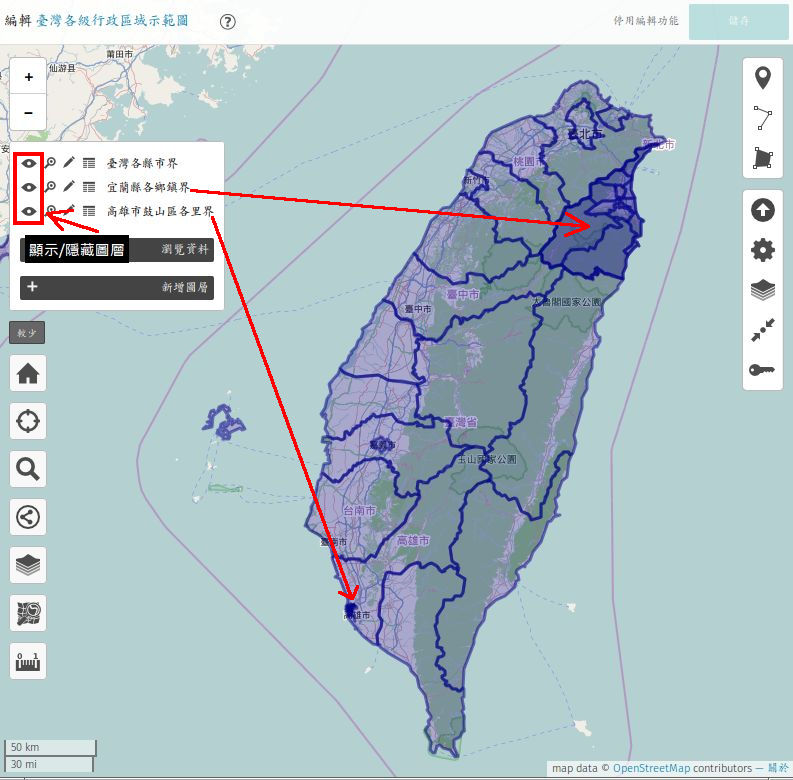 編輯 臺灣各級行政區域示範圖
?
停用編輯功能
儲存
莆田市
仙游县
安
+
−
臺灣各縣市界
宜蘭縣各鄉鎮界
高雄市鼓山區各里界
顯示/隱藏圖層
瀏覽資料
+ 新增圖層
較少
臺北市
新北市
桃園市
新竹市
臺中市
臺中市
太魯閣國家公園
臺灣省
嘉義市
玉山國家公園
台南市
臺南市
高雄市
高雄市
0 1
50 km
30 mi
map data © OpenStreetMap contributors — 關於